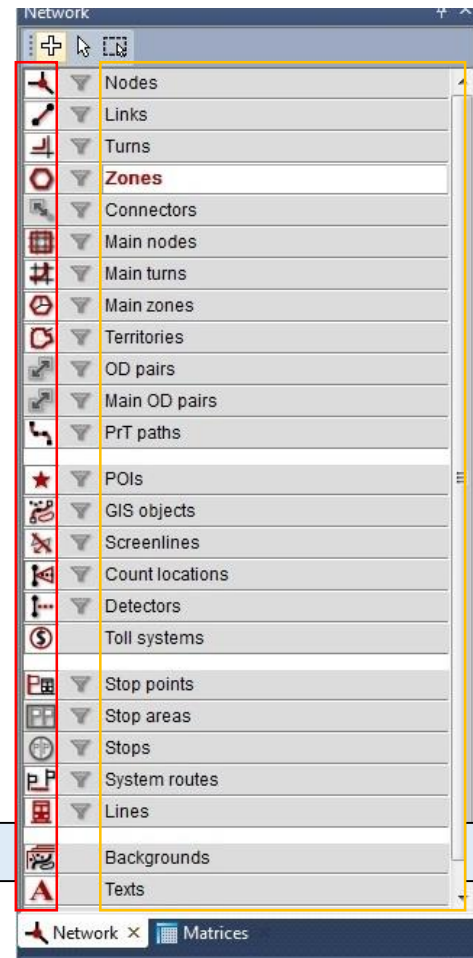 Network
Nodes
Links
Turns
Zones
Connectors
Main nodes
Main turns
Main zones
Territories
OD pairs
Main OD pairs
PrT paths
POIs
GIS objects
Screenlines
Count locations
Detectors
Toll systems
Stop points
Stop areas
Stops
System routes
Lines
Backgrounds
Texts
Network Matrices